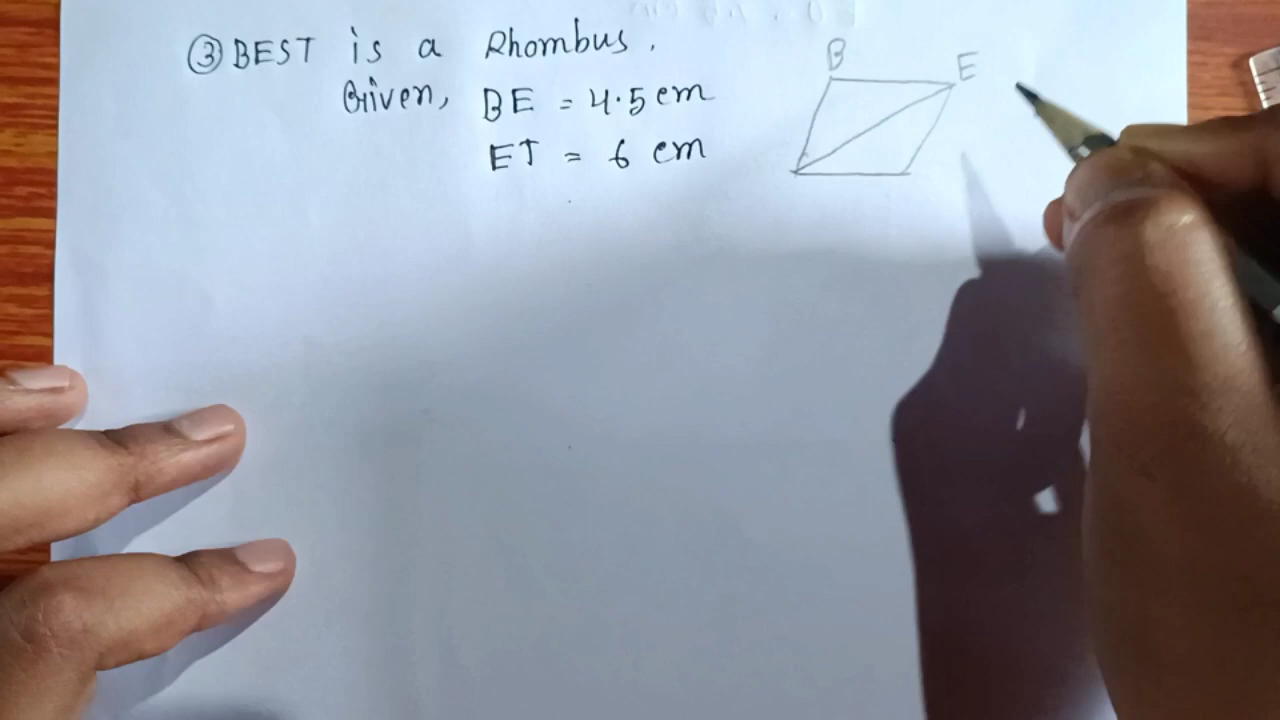 ③ BEST is a Rhombus.
Given, BE = 4.5 cm
ET = 6 cm
B
E